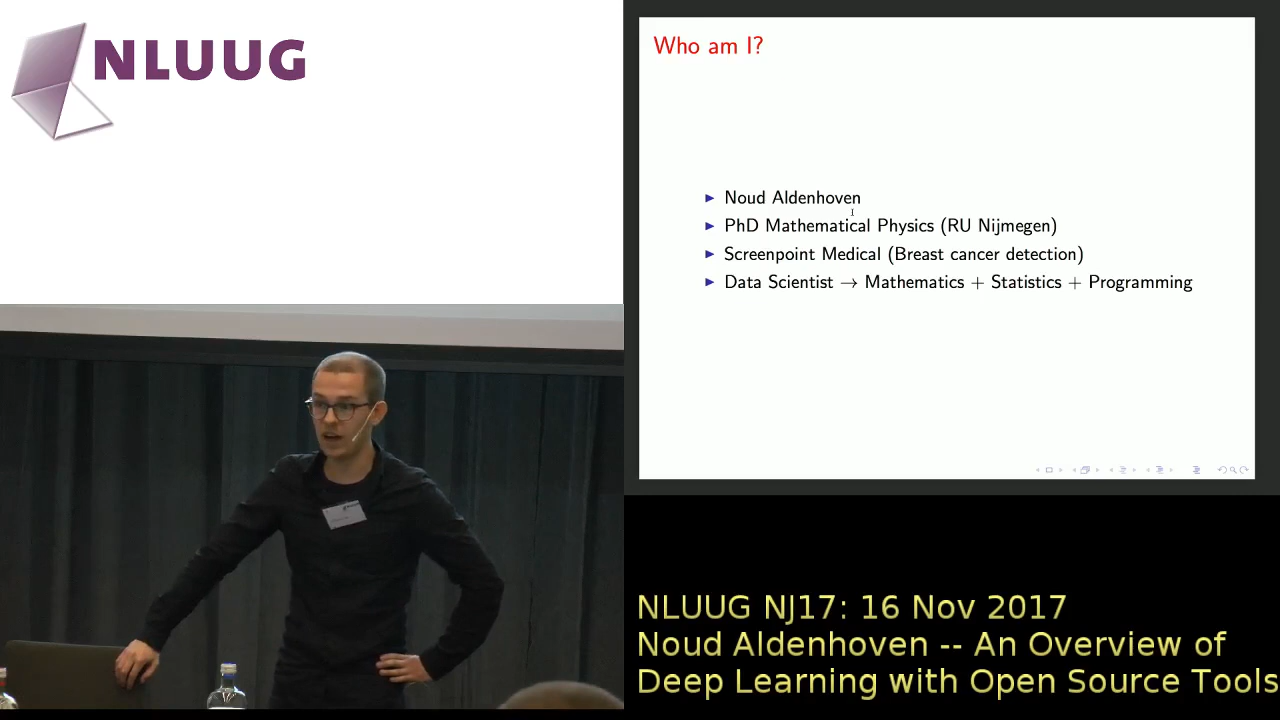 NLUUG
Who am I?
Noud Aldenhoven
PhD Mathematical Physics (RU Nijmegen)
Screenpoint Medical (Breast cancer detection)
Data Scientist → Mathematics + Statistics + Programming
NLUUG NJ17: 16 Nov 2017
Noud Aldenhoven -- An Overview of
Deep Learning with Open Source Tools